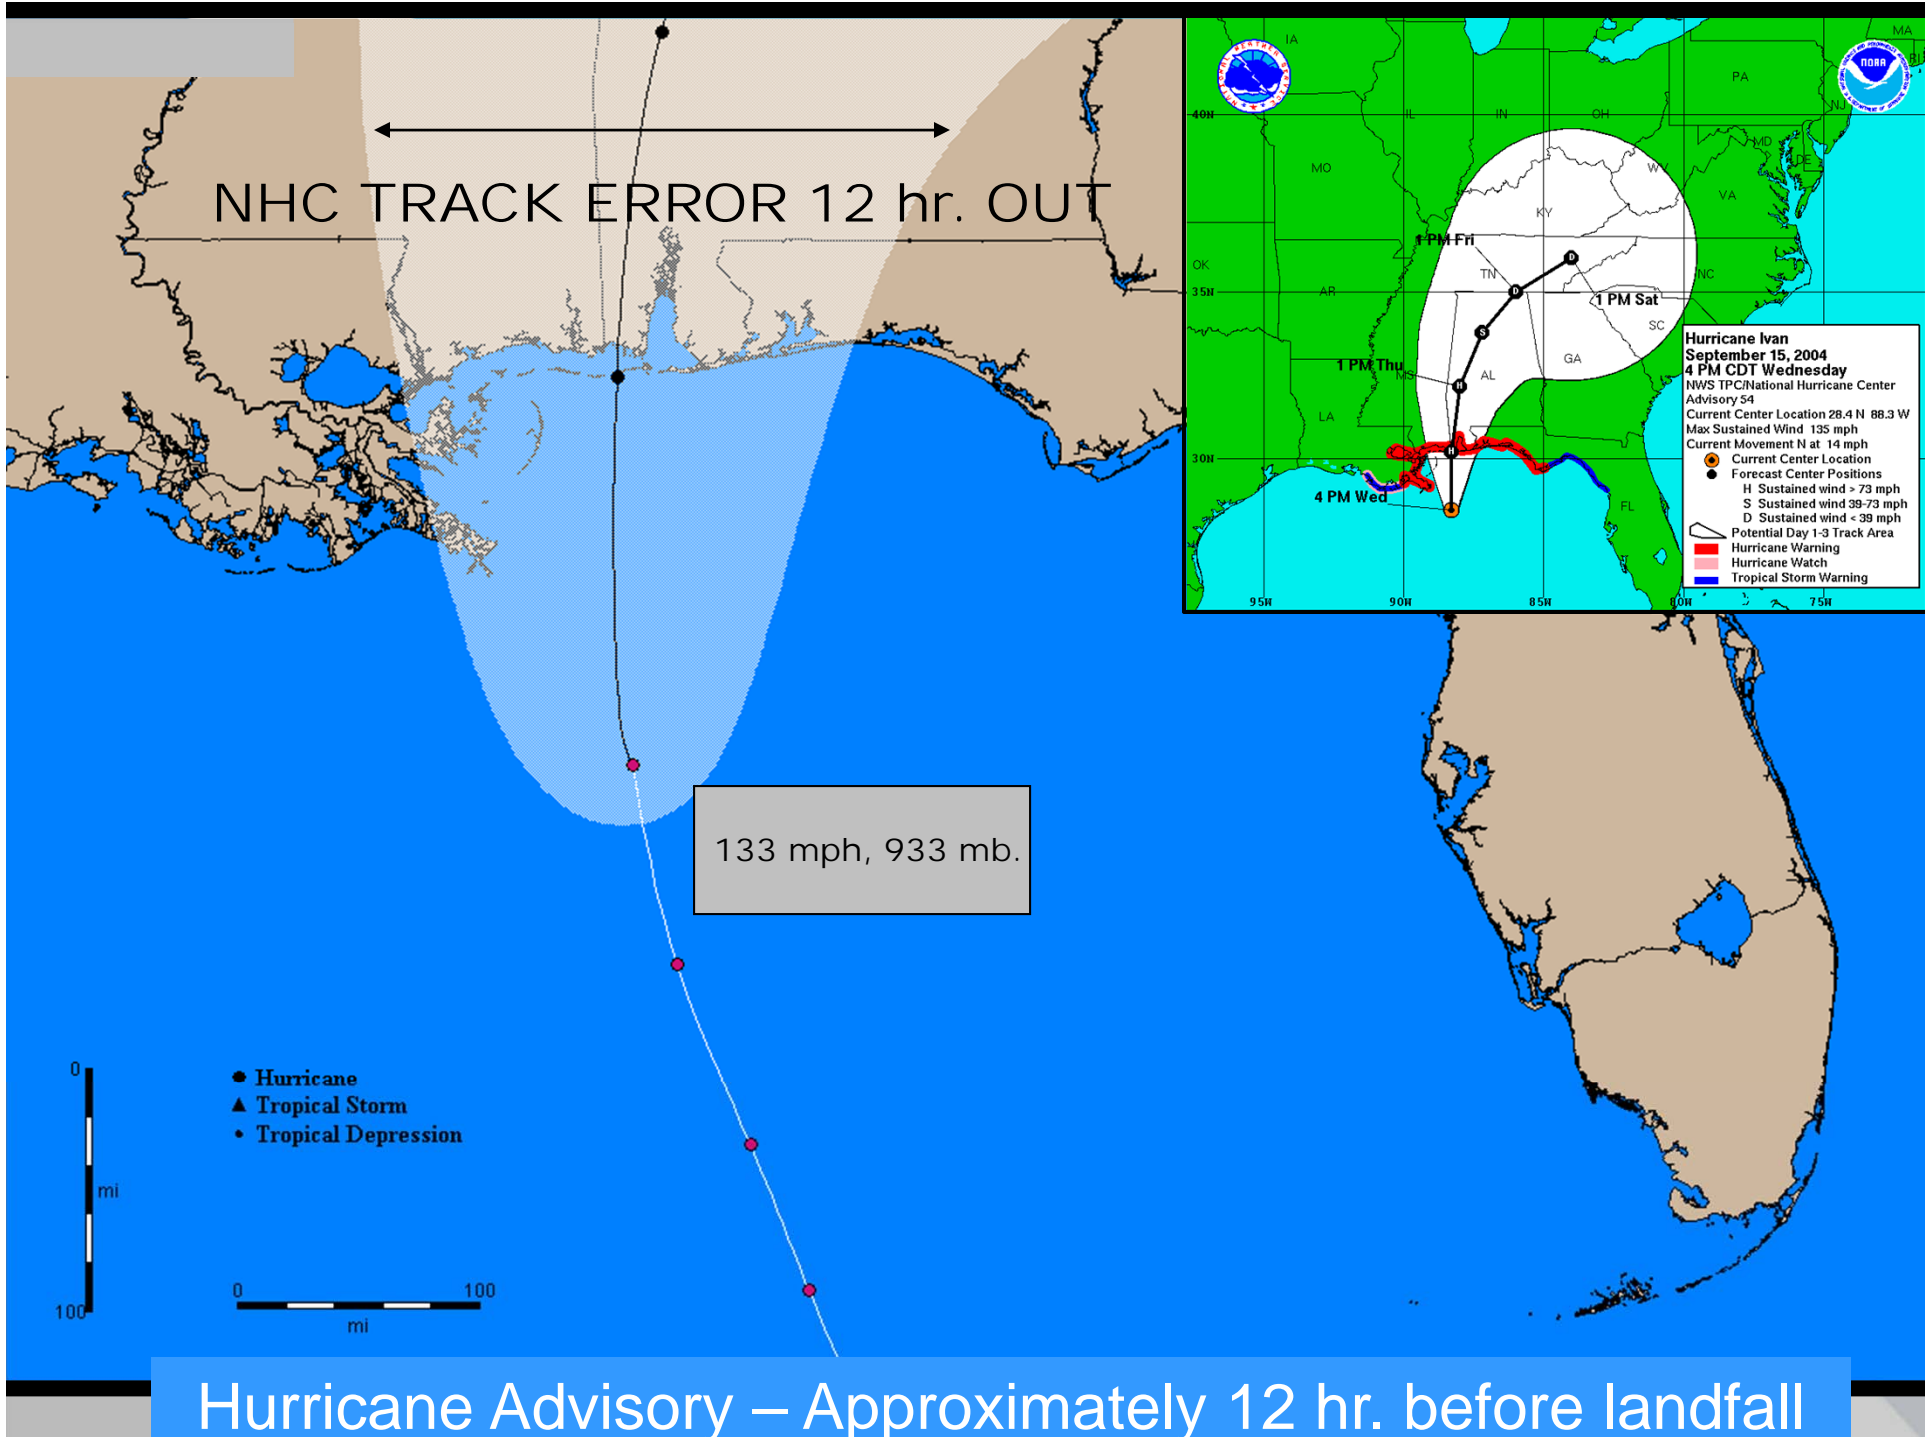 NHC TRACK ERROR 12 hr. OUT
133 mph, 933 mb.
0
mi
100
Hurricane
Tropical Storm
Tropical Depression
0 100
mi
NATIONAL WEATHER SERVICE
NOAA
IA
MA
RI
PA
NJ
40N
IL
IN
OH
MD
DE
MO
WV
VA
KY
1 PM Fri
OK
TN
NC
35N
AR
1 PM Sat
SC
1 PM Thu
MS
AL
GA
LA
30N
4 PM Wed
FL
95W
90W
85W
80W
75W
H
H
S
D
D
Hurricane Ivan
September 15, 2004
4 PM CDT Wednesday
NWS TPC/National Hurricane Center
Advisory 54
Current Center Location 28.4 N 88.3 W
Max Sustained Wind 135 mph
Current Movement N at 14 mph
Current Center Location
Forecast Center Positions
H Sustained wind > 73 mph
S Sustained wind 39-73 mph
D Sustained wind < 39 mph
Potential Day 1-3 Track Area
Hurricane Warning
Hurricane Watch
Tropical Storm Warning
Hurricane Advisory – Approximately 12 hr. before landfall